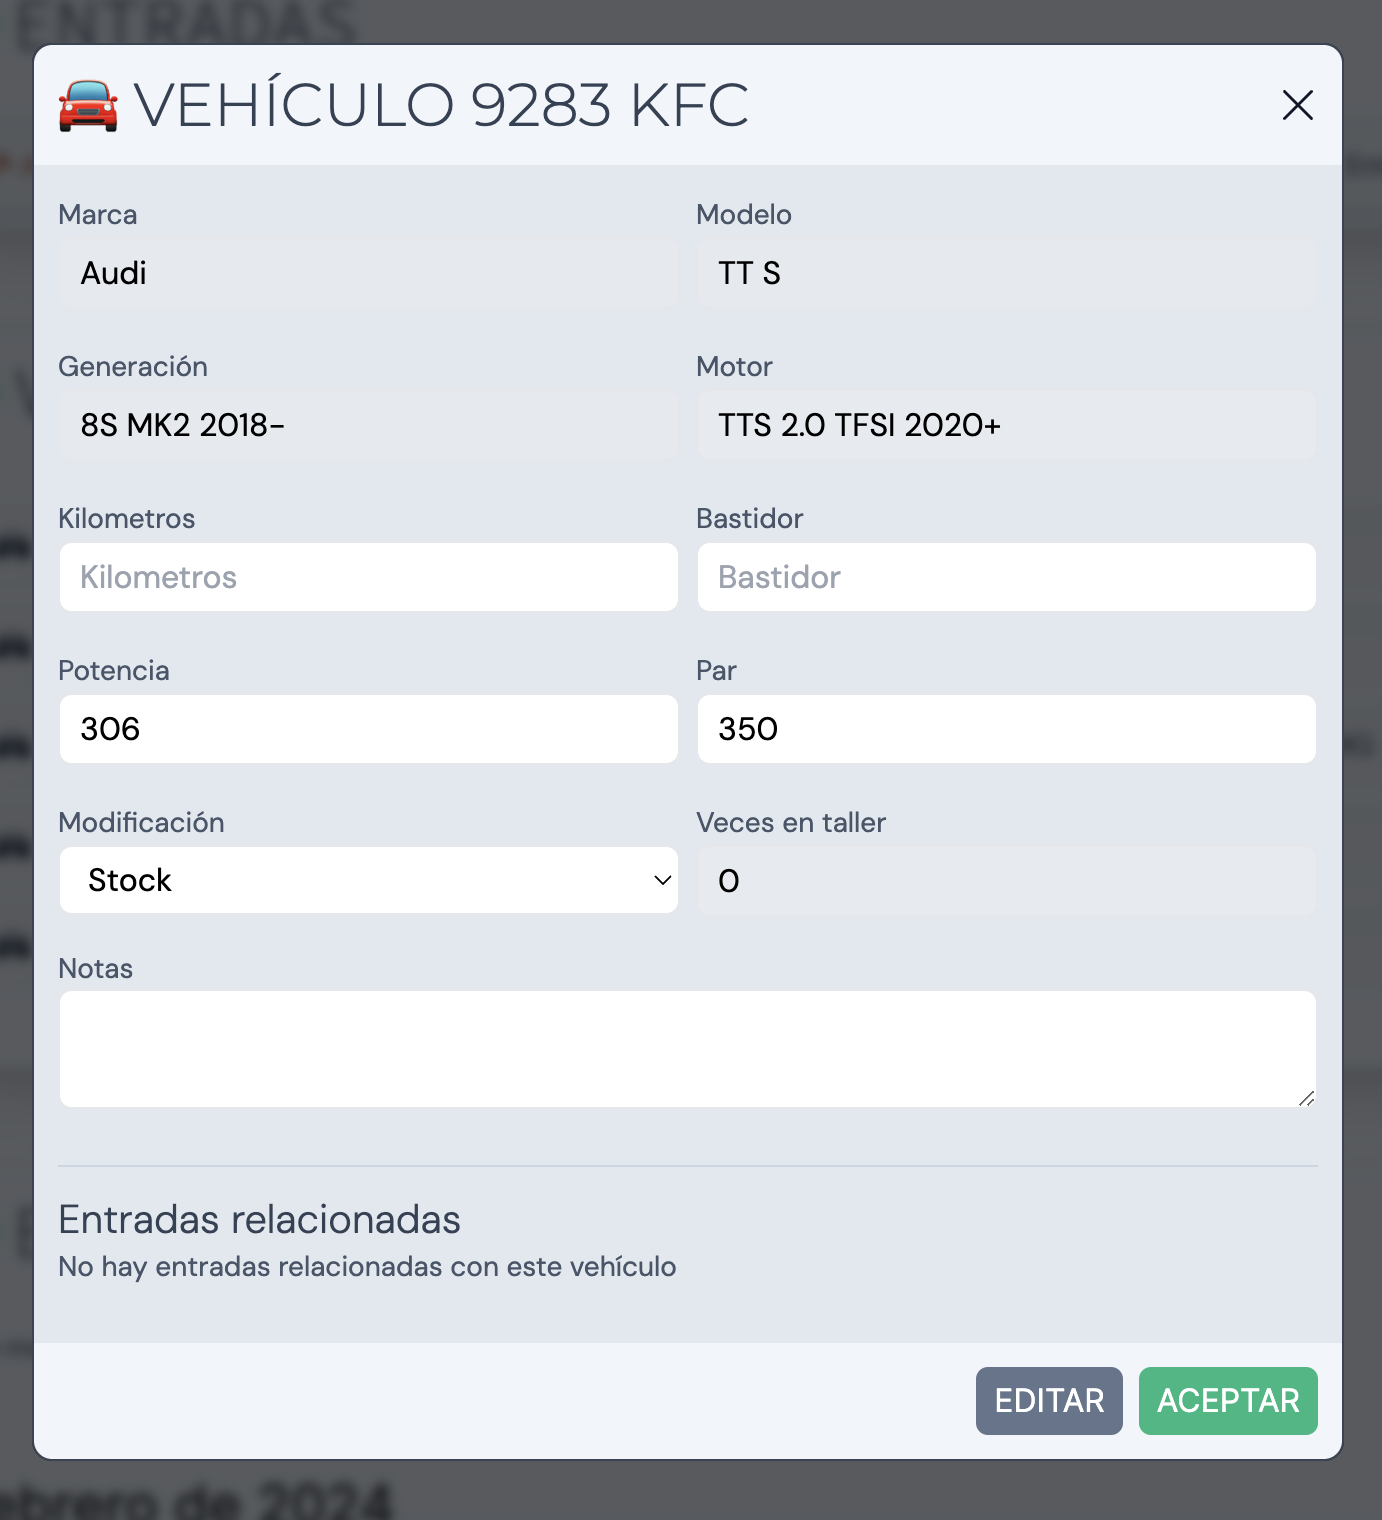 ENTRADAS
VEHÍCULO 9283 KFC
Marca
Modelo
Audi
TT S
Generación
Motor
8S MK2 2018-
TTS 2.0 TFSI 2020+
Kilometros
Bastidor
Kilometros
Bastidor
Potencia
Par
306
350
Modificación
Veces en taller
Stock
0
Notas
Entradas relacionadas
No hay entradas relacionadas con este vehículo
EDITAR
ACEPTAR
ebrero de 2024